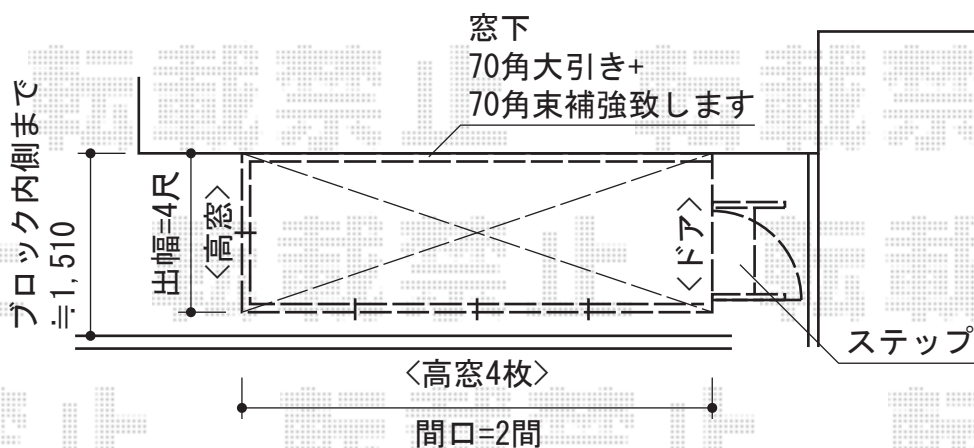 窓下
70角大引き+
70角束補強致します
ブロック内側まで
≒1,510
出幅=4尺
<高窓>
<ドア>
ステップ
<高窓4枚>
間口=2間